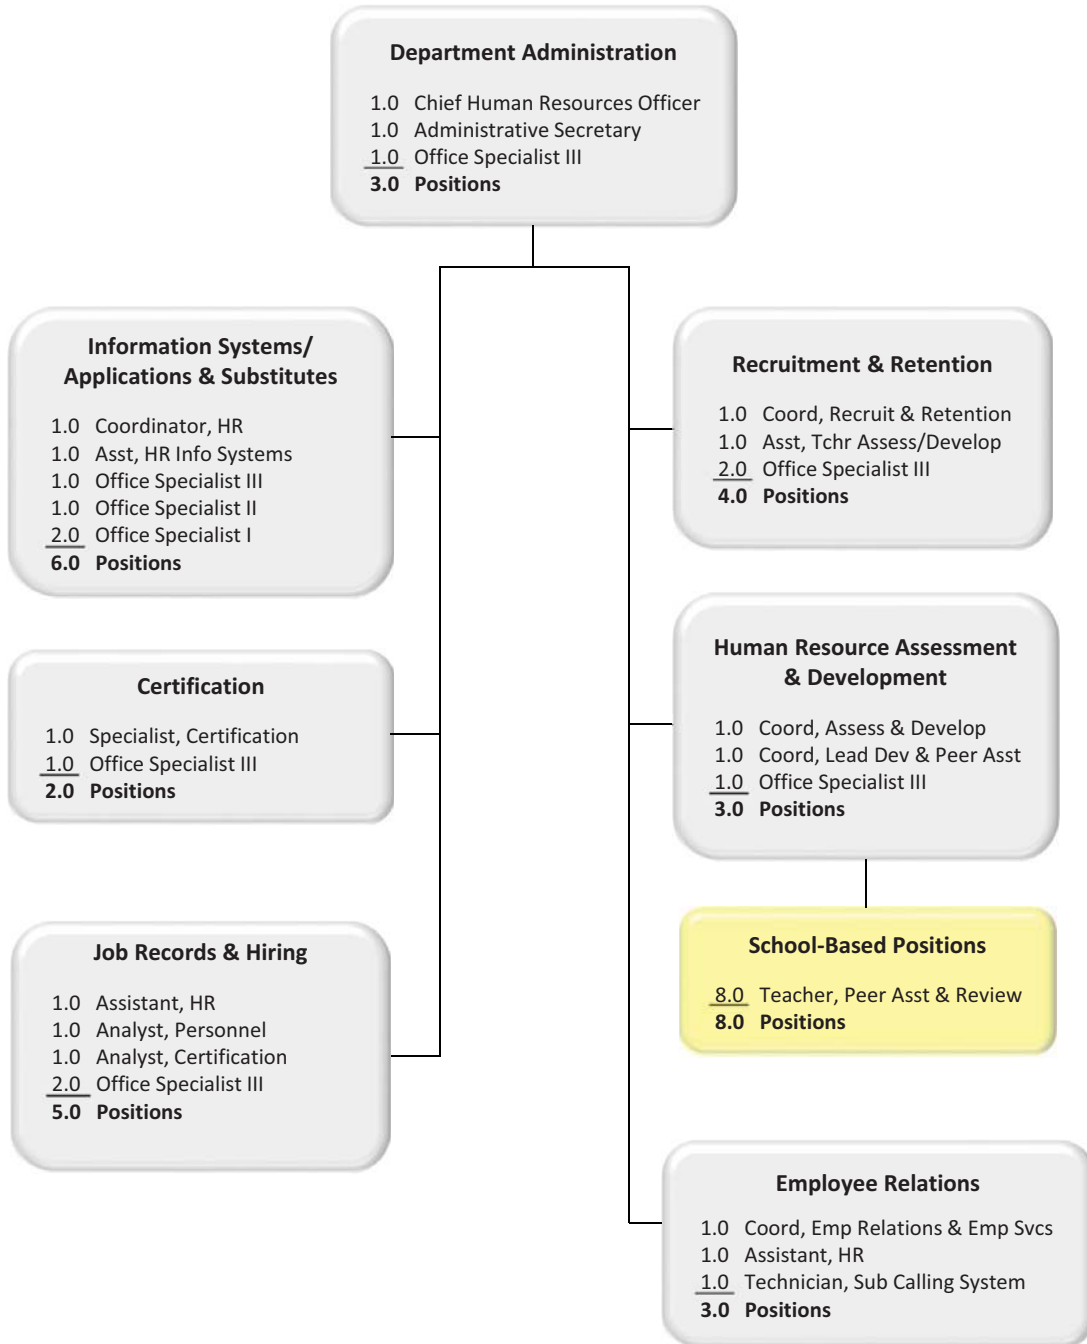 Department Administration
1.0 Chief Human Resources Officer
1.0 Administrative Secretary
1.0 Office Specialist III
3.0 Positions
Information Systems/
Applications & Substitutes
1.0 Coordinator, HR
1.0 Asst, HR Info Systems
1.0 Office Specialist III
1.0 Office Specialist II
2.0 Office Specialist I
6.0 Positions
Certification
1.0 Specialist, Certification
1.0 Office Specialist III
2.0 Positions
Job Records & Hiring
1.0 Assistant, HR
1.0 Analyst, Personnel
1.0 Analyst, Certification
2.0 Office Specialist III
5.0 Positions
Recruitment & Retention
1.0 Coord, Recruit & Retention
1.0 Asst, Tchr Assess/Develop
2.0 Office Specialist III
4.0 Positions
Human Resource Assessment
& Development
1.0 Coord, Assess & Develop
1.0 Coord, Lead Dev & Peer Asst
1.0 Office Specialist III
3.0 Positions
School-Based Positions
8.0 Teacher, Peer Asst & Review
8.0 Positions
Employee Relations
1.0 Coord, Emp Relations & Emp Svcs
1.0 Assistant, HR
1.0 Technician, Sub Calling System
3.0 Positions